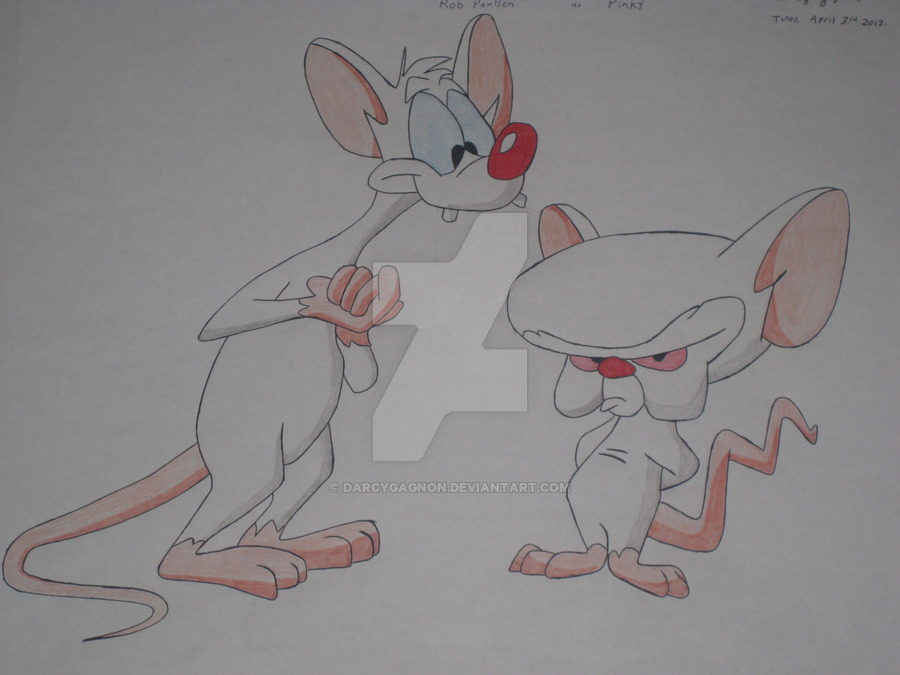 Rob Paulsen as Pinky
Tues. April 3rd 2012.
© DARCYGAGNON.DEVIANTART.COM